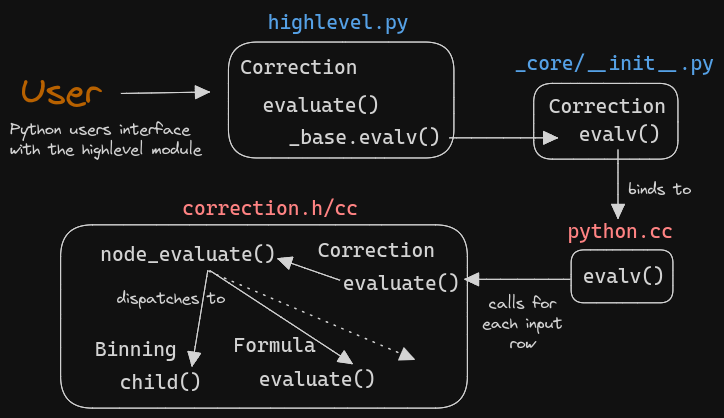 highlevel.py
_core/__init__.py
User
Correction
evaluate()
_base.evalv()
Correction
evalv()
Python users interface
with the highlevel module
binds to
correction.h/cc
python.cc
node_evaluate()
Correction
evaluate()
evalv()
dispatches to
calls for
each input
row
Binning
child()
Formula
evaluate()